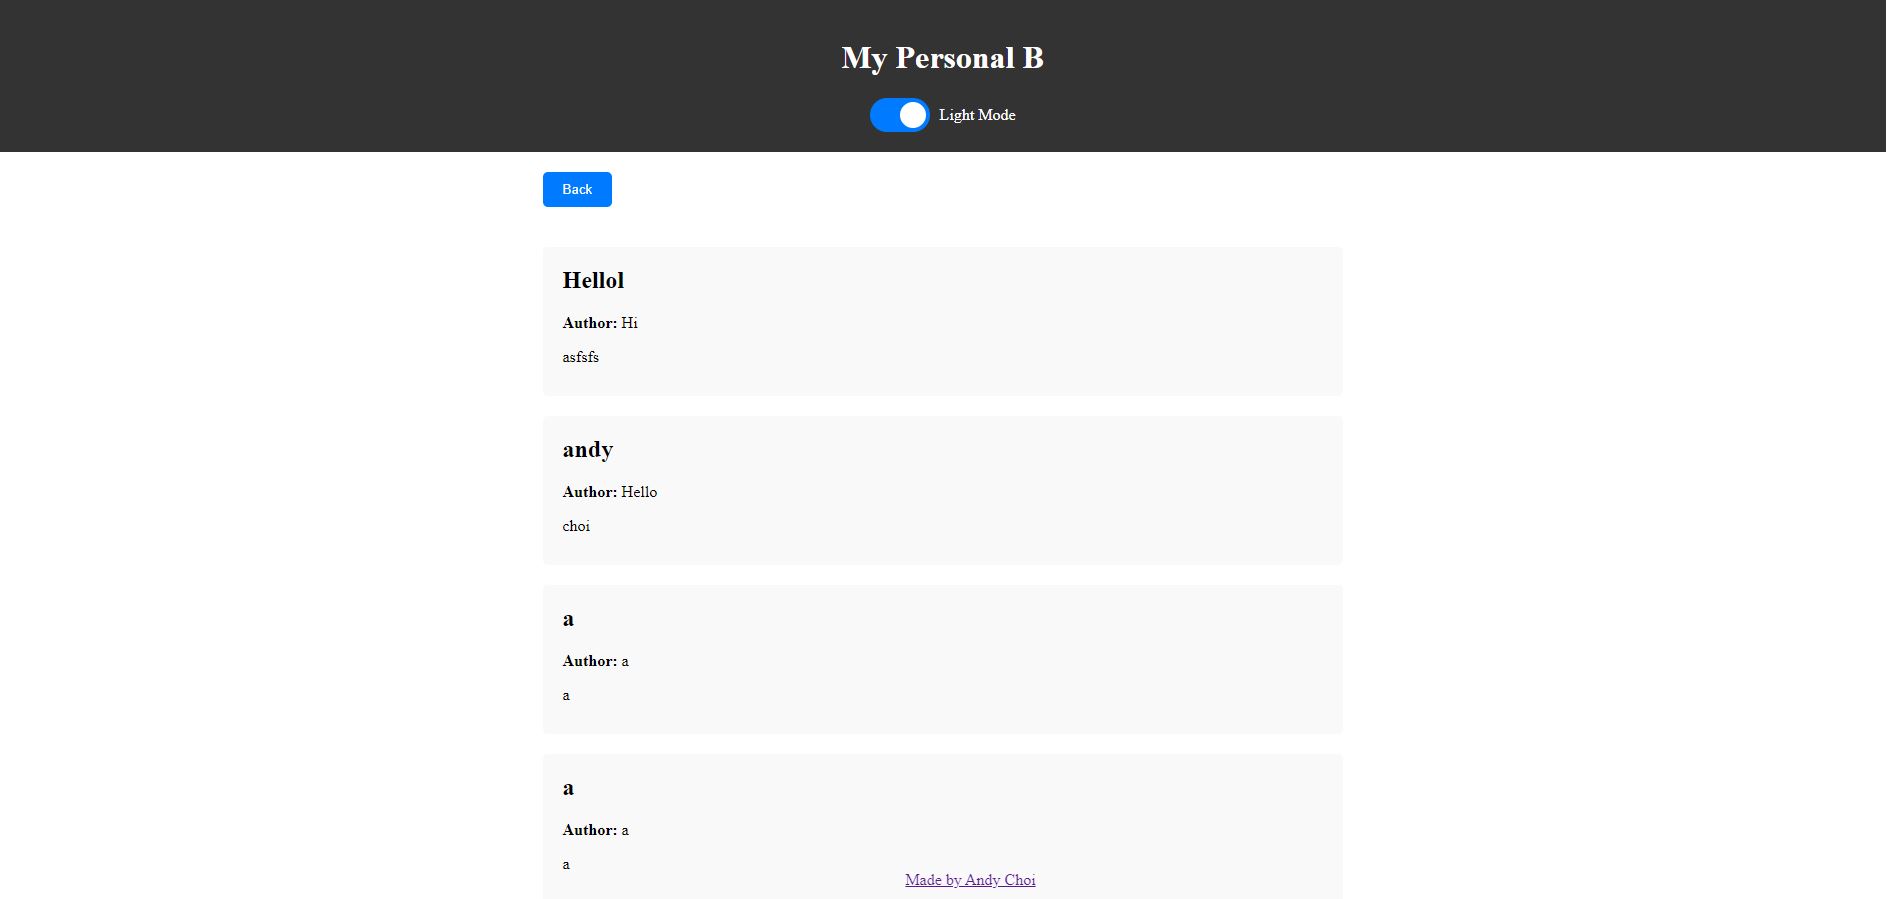 My Personal B
Light Mode
Back
Hellol
Author: Hi
asfsfs
andy
Author: Hello
choi
a
Author: a
a
a
Author: a
a
Made by Andy Choi